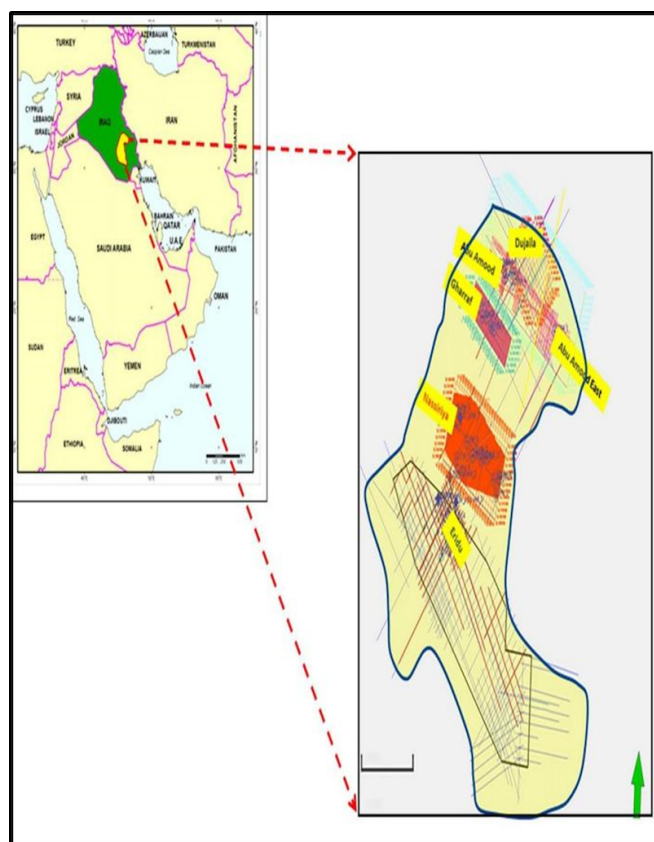 AZERBAIJAN
Caspian Sea
TURKMENISTAN
TURKEY
SYRIA
CYPRUS
LEBANON
ISRAEL
JORDAN
IRAQ
IRAN
AFGHANISTAN
KUWAIT
BAHRAIN
QATAR
U.A.E.
PAKISTAN
EGYPT
SAUDI ARABIA
OMAN
Red Sea
SUDAN
ERITREA
YEMEN
Indian Ocean
DJIBOUTI
ETHIOPIA
SOMALIA
Dujaila
Abu Amood
Gharraf
Abu Amood East
Nassiriya
Eridu